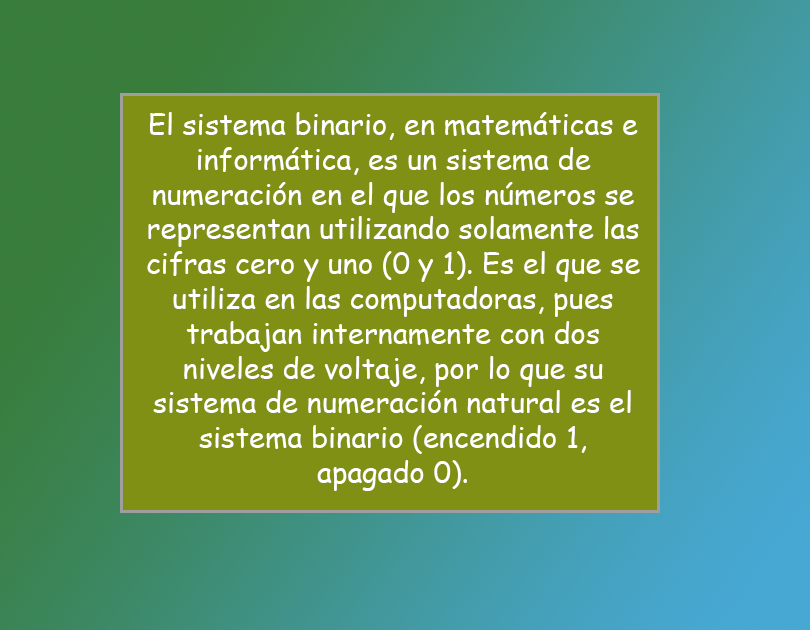 El sistema binario, en matemáticas e
informática, es un sistema de
numeración en el que los números se
representan utilizando solamente las
cifras cero y uno (0 y 1). Es el que se
utiliza en las computadoras, pues
trabajan internamente con dos
niveles de voltaje, por lo que su
sistema de numeración natural es el
sistema binario (encendido 1,
apagado 0).